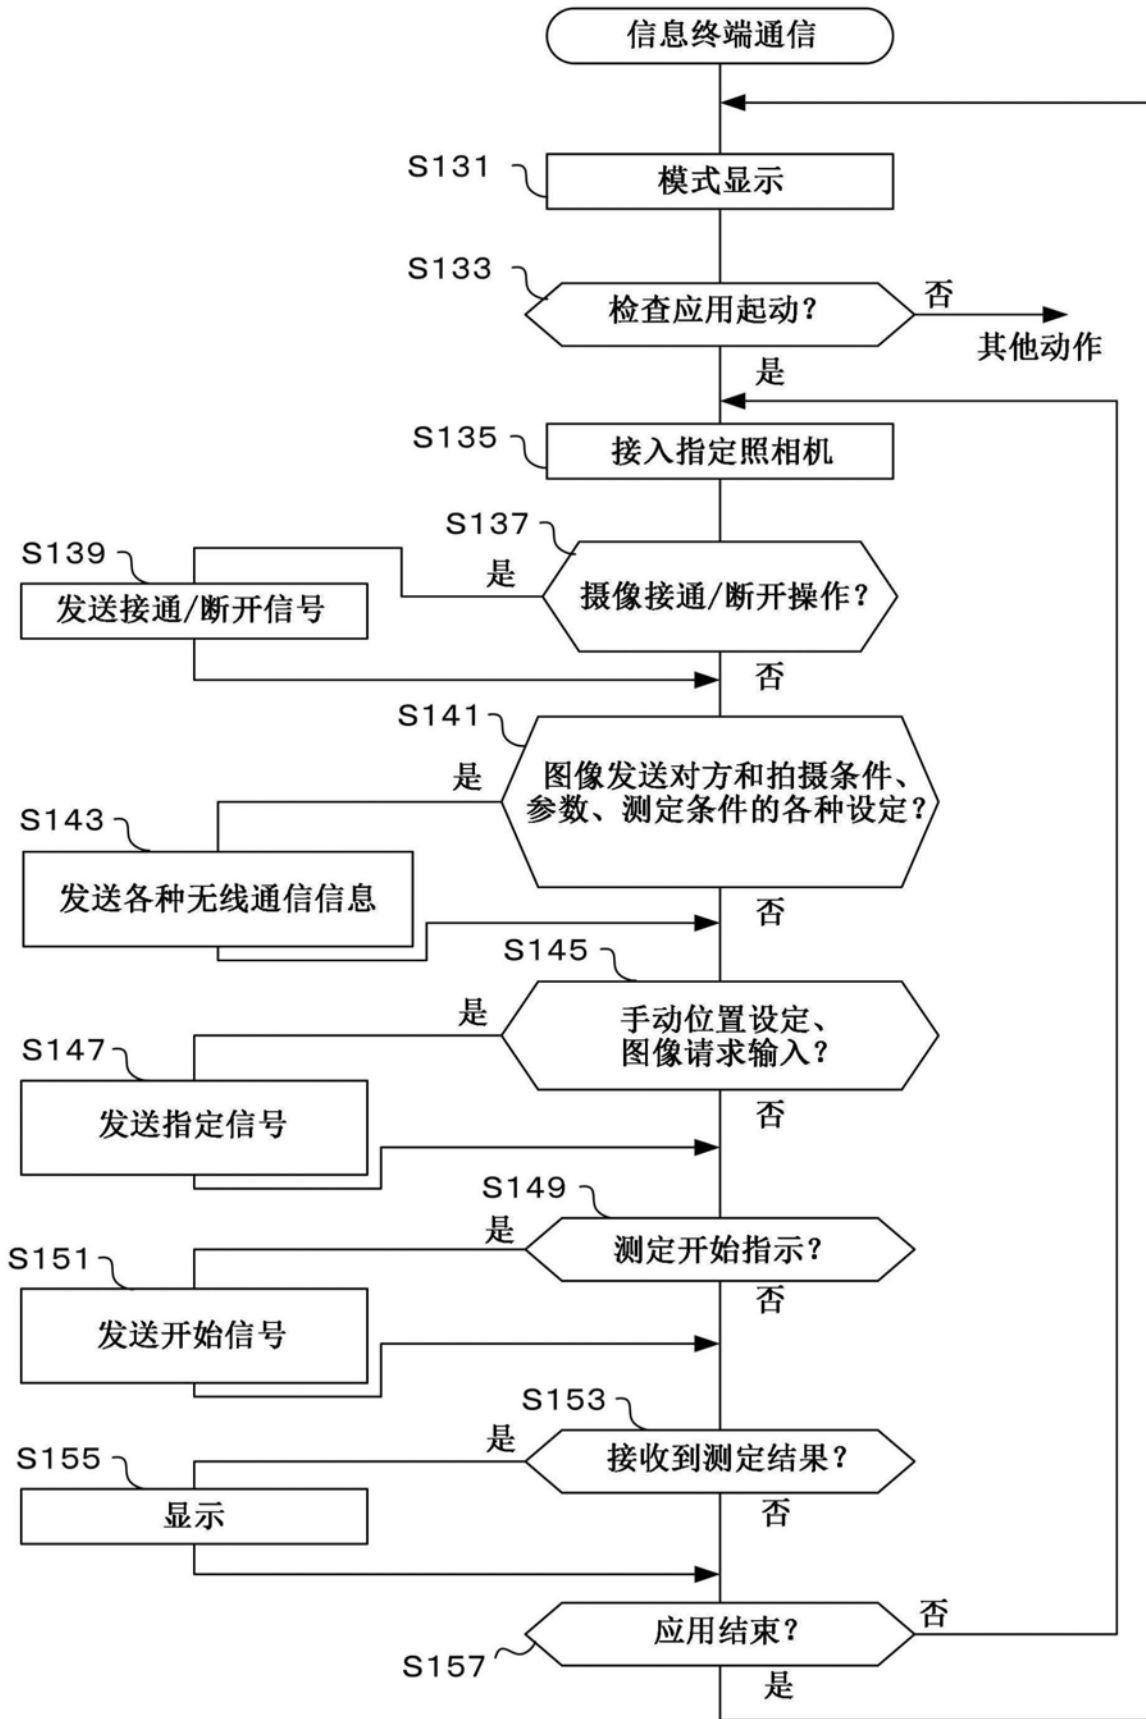 信息终端通信
S131
模式显示
S133
检查应用起动？
否
其他动作
是
S135
接入指定照相机
S137
S139
是
摄像接通/断开操作？
发送接通/断开信号
否
S141
是
图像发送对方和拍摄条件、
参数、测定条件的各种设定？
S143
发送各种无线通信信息
否
S145
是
手动位置设定、
图像请求输入？
S147
发送指定信号
否
S149
是
测定开始指示？
S151
否
发送开始信号
S153
是
接收到测定结果？
S155
显示
否
应用结束？
否
S157
是